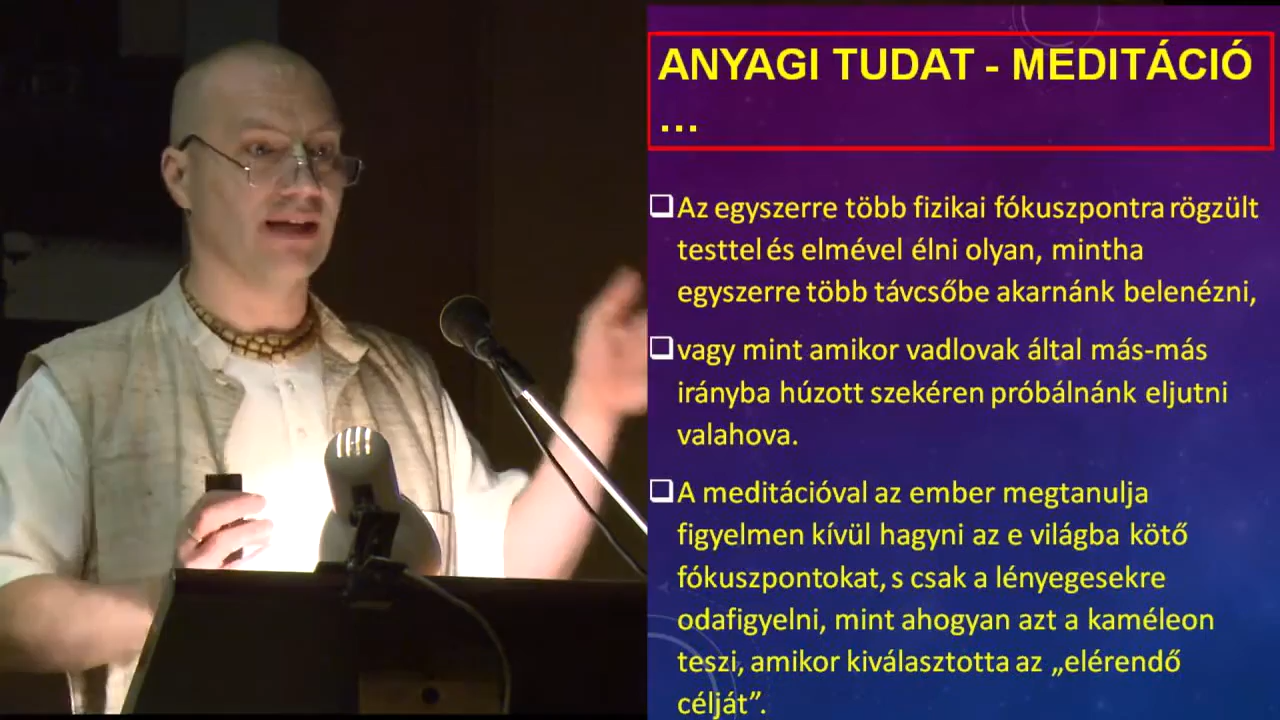 ANYAGI TUDAT - MEDITÁCIÓ
...
Az egyszerre több fizikai fókuszpontra rögzült
testtel és elmével élni olyan, mintha
egyszerre több távcsőbe akarnánk belenézni,
vagy mint amikor vadlovak által más-más
irányba húzott szekéren próbálnánk eljutni
valahova.
A meditációval az ember megtanulja
figyelmen kívül hagyni az e világba kötő
fókuszpontokat, s csak a lényegesekre
odafigyelni, mint ahogyan azt a kaméleon
teszi, amikor kiválasztotta az „elérendő
célját”.